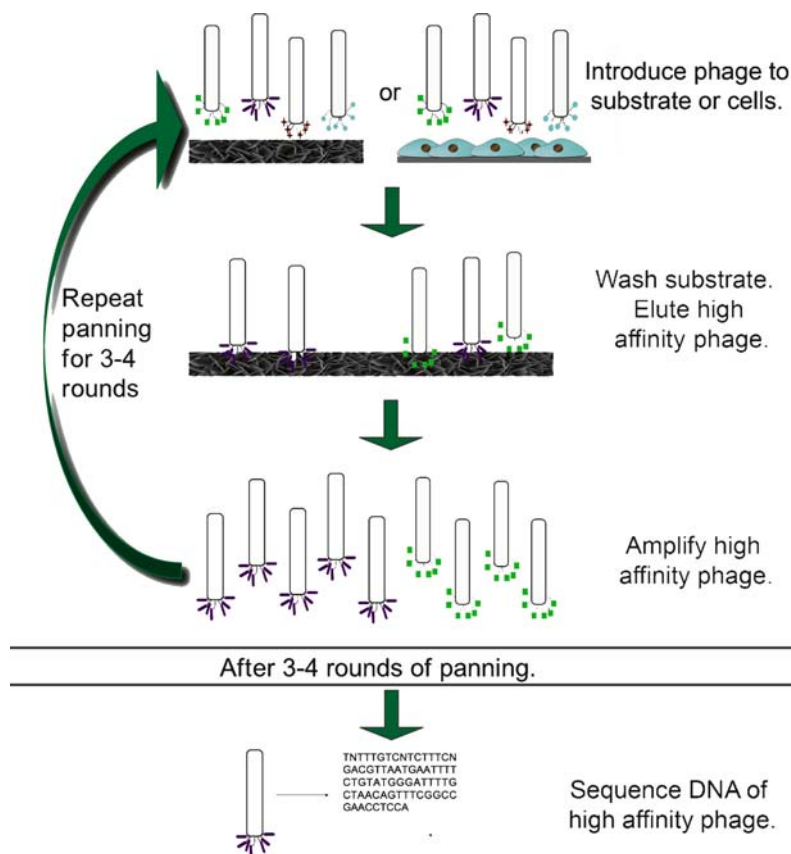 or
Introduce phage to
substrate or cells.
Repeat
panning
for 3-4
rounds
Wash substrate.
Elute high
affinity phage.
Amplify high
affinity phage.
After 3-4 rounds of panning.
TNTTTGTCNTCTTTCN
GACGTTAATGAATTTT
CTGTATGGGATTTTG
CTAACAGTTTCGGCC
GAACCTCCA
Sequence DNA of
high affinity phage.